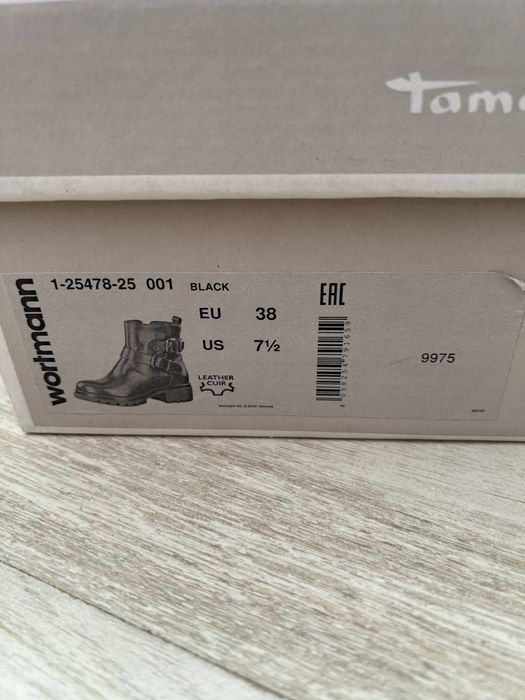 Tama
wortmann
1-25478-25 001 BLACK
EU 38
US 7½
LEATHER
CUIR
EAC
9975